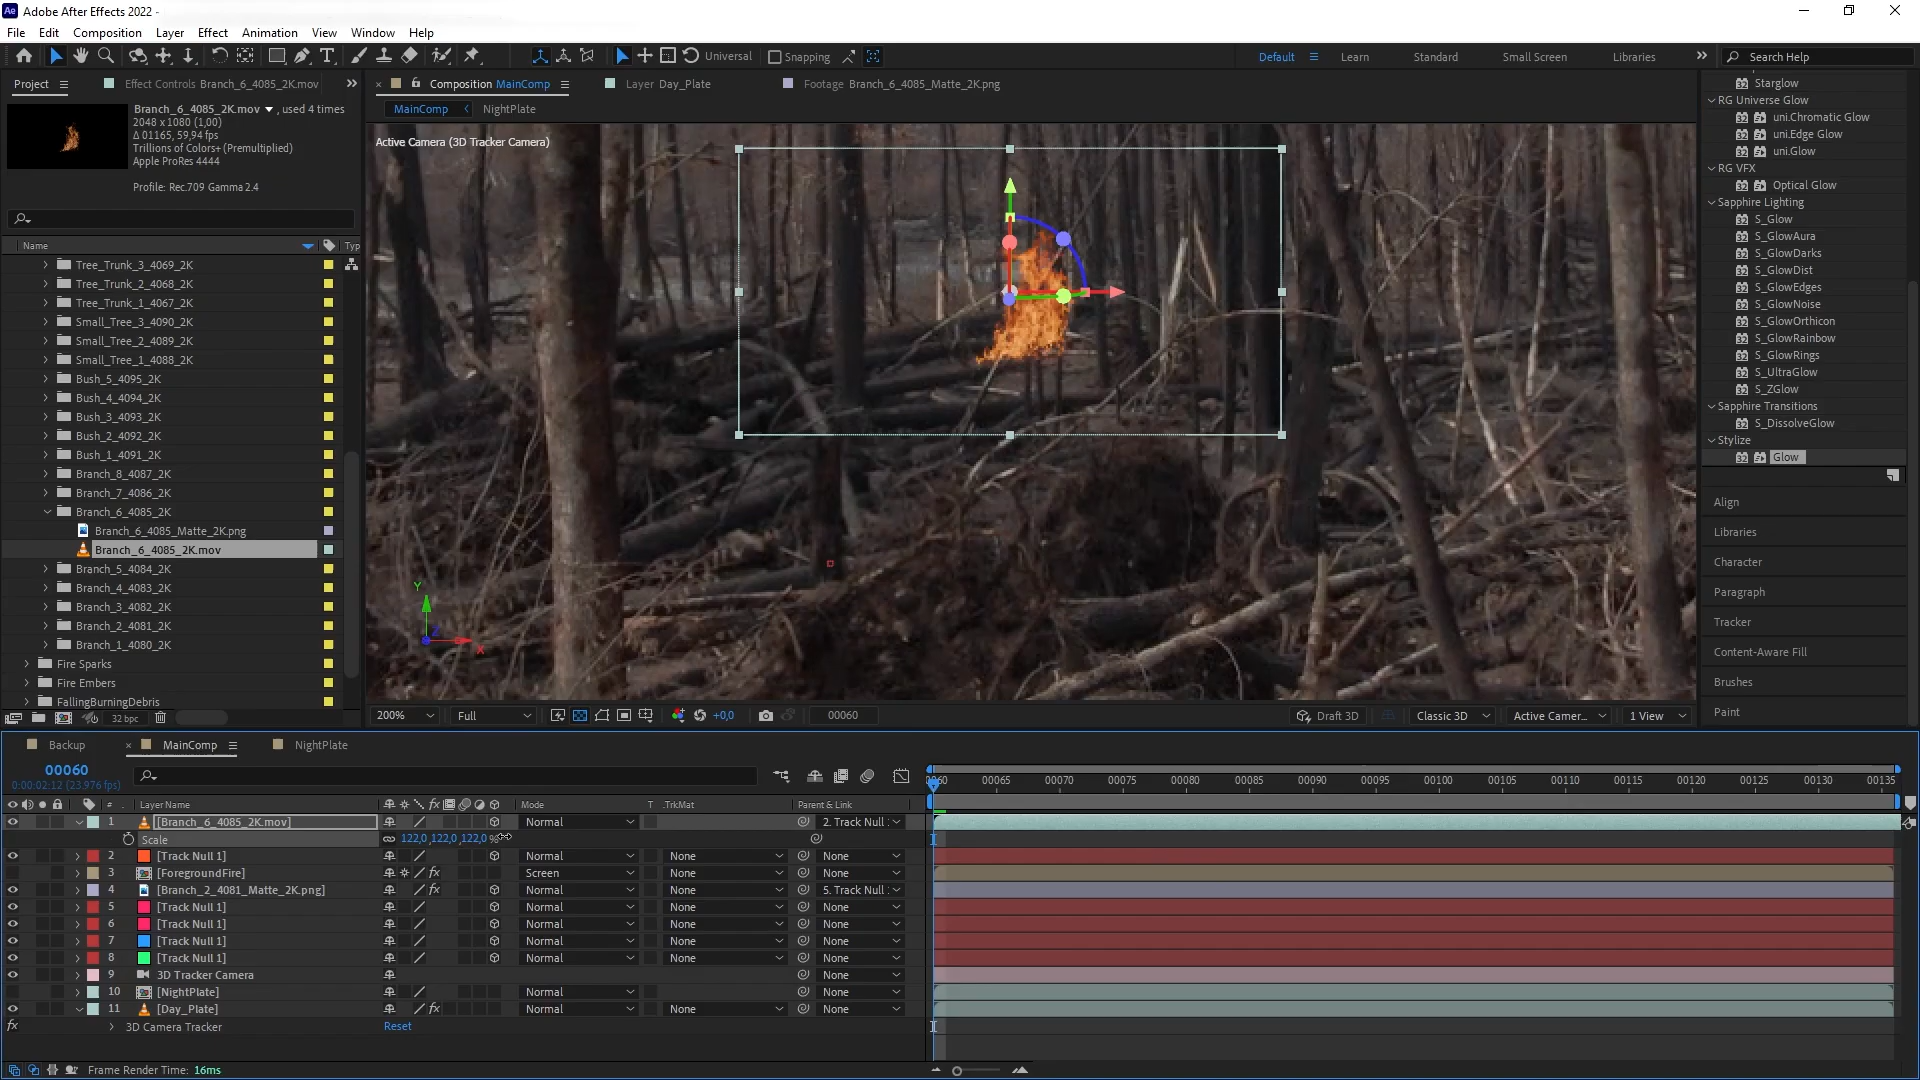 Adobe After Effects 2022 -
File Edit Composition Layer Effect Animation View Window Help
Universal Snapping Default Learn Standard Small Screen Libraries Search Help
Project Effect Controls Branch_6_4085_2K.mov Composition MainComp Layer Day_Plate Footage Branch_6_4085_Matte_2K.png
MainComp NightPlate
Branch_6_4085_2K.mov , used 4 times
2048 x 1080 (1,00)
Δ 01165, 59,94 fps
Trillions of Colors+ (Premultiplied)
Apple ProRes 4444
Profile: Rec.709 Gamma 2.4
Name Typ
Tree_Trunk_3_4069_2K
Tree_Trunk_2_4068_2K
Tree_Trunk_1_4067_2K
Small_Tree_3_4090_2K
Small_Tree_2_4089_2K
Small_Tree_1_4088_2K
Bush_5_4095_2K
Bush_4_4094_2K
Bush_3_4093_2K
Bush_2_4092_2K
Bush_1_4091_2K
Branch_8_4087_2K
Branch_7_4086_2K
Branch_6_4085_2K
Branch_6_4085_Matte_2K.png
Branch_6_4085_2K.mov
Branch_5_4084_2K
Branch_4_4083_2K
Branch_3_4082_2K
Branch_2_4081_2K
Branch_1_4080_2K
Fire Sparks
Fire Embers
FallingBurningDebris
32 bpc
Active Camera (3D Tracker Camera)
Y
Z
X
200% Full +0,0 00060 Draft 3D Classic 3D Active Camer... 1 View
Starglow
RG Universe Glow
uni.Chromatic Glow
uni.Edge Glow
uni.Glow
RG VFX
Optical Glow
Sapphire Lighting
S_Glow
S_GlowAura
S_GlowDarks
S_GlowDist
S_GlowEdges
S_GlowNoise
S_GlowOrthicon
S_GlowRainbow
S_GlowRings
S_UltraGlow
S_ZGlow
Sapphire Transitions
S_DissolveGlow
Stylize
Glow
Align
Libraries
Character
Paragraph
Tracker
Content-Aware Fill
Brushes
Paint
Backup MainComp NightPlate
00060
0:00:02:12 (23.976 fps)
00065 00070 00075 00080 00085 00090 00095 00100 00105 00110 00115 00120 00125 00130 00135
# Layer Name Mode T .TrkMat Parent & Link
1 [Branch_6_4085_2K.mov] Normal 2. Track Null :
Scale 122,0,122,0,122,0 %
2 [Track Null 1] Normal None None
3 [ForegroundFire] Screen None None
4 [Branch_2_4081_Matte_2K.png] Normal None 5. Track Null :
5 [Track Null 1] Normal None None
6 [Track Null 1] Normal None None
7 [Track Null 1] Normal None None
8 [Track Null 1] Normal None None
9 3D Tracker Camera None
10 [NightPlate] Normal None
11 [Day_Plate] Normal None None
fx 3D Camera Tracker Reset
Frame Render Time: 16ms